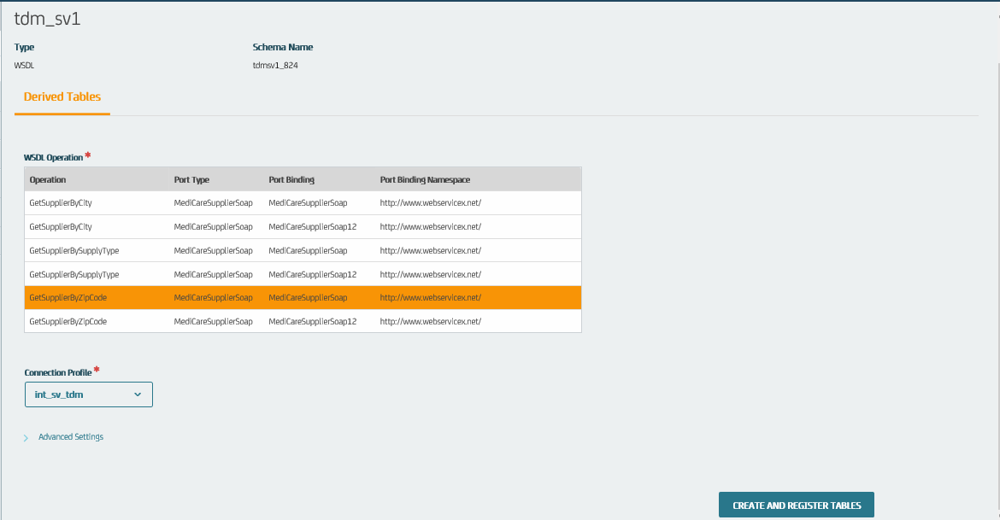 tdm_sv1
Type Schema Name
WSDL tdmsv1_824
Derived Tables
WSDL Operation *
Operation Port Type Port Binding Port Binding Namespace
GetSupplierByCity MediCareSupplierSoap MediCareSupplierSoap http://www.webservicex.net/
GetSupplierByCity MediCareSupplierSoap MediCareSupplierSoap12 http://www.webservicex.net/
GetSupplierBySupplyType MediCareSupplierSoap MediCareSupplierSoap http://www.webservicex.net/
GetSupplierBySupplyType MediCareSupplierSoap MediCareSupplierSoap12 http://www.webservicex.net/
GetSupplierByZipCode MediCareSupplierSoap MediCareSupplierSoap http://www.webservicex.net/
GetSupplierByZipCode MediCareSupplierSoap MediCareSupplierSoap12 http://www.webservicex.net/
Connection Profile *
int_sv_tdm
Advanced Settings
CREATE AND REGISTER TABLES